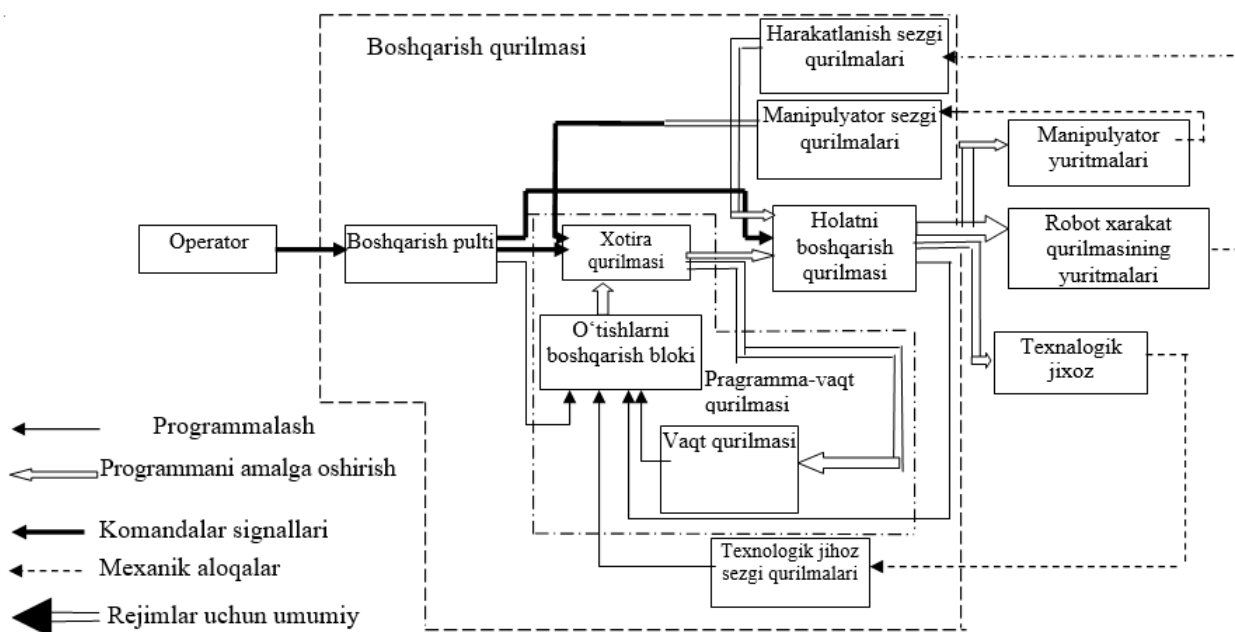 Boshqarish qurilmasi
Harakatlanish sezgi
qurilmalari
Manipulyator sezgi
qurilmalari
Manipulyator
yuritmalari
Operator
Boshqarish pulti
Xotira
qurilmasi
Holatni
boshqarish
qurilmasi
Robot xarakat
qurilmasining
yuritmalari
O‘tishlarni
boshqarish bloki
Texnalogik
jixoz
Pragramma-vaqt
qurilmasi
Vaqt qurilmasi
Texnologik jihoz
sezgi qurilmalari
Programmalash
Programmani amalga oshirish
Komandalar signallari
Mexanik aloqalar
Rejimlar uchun umumiy